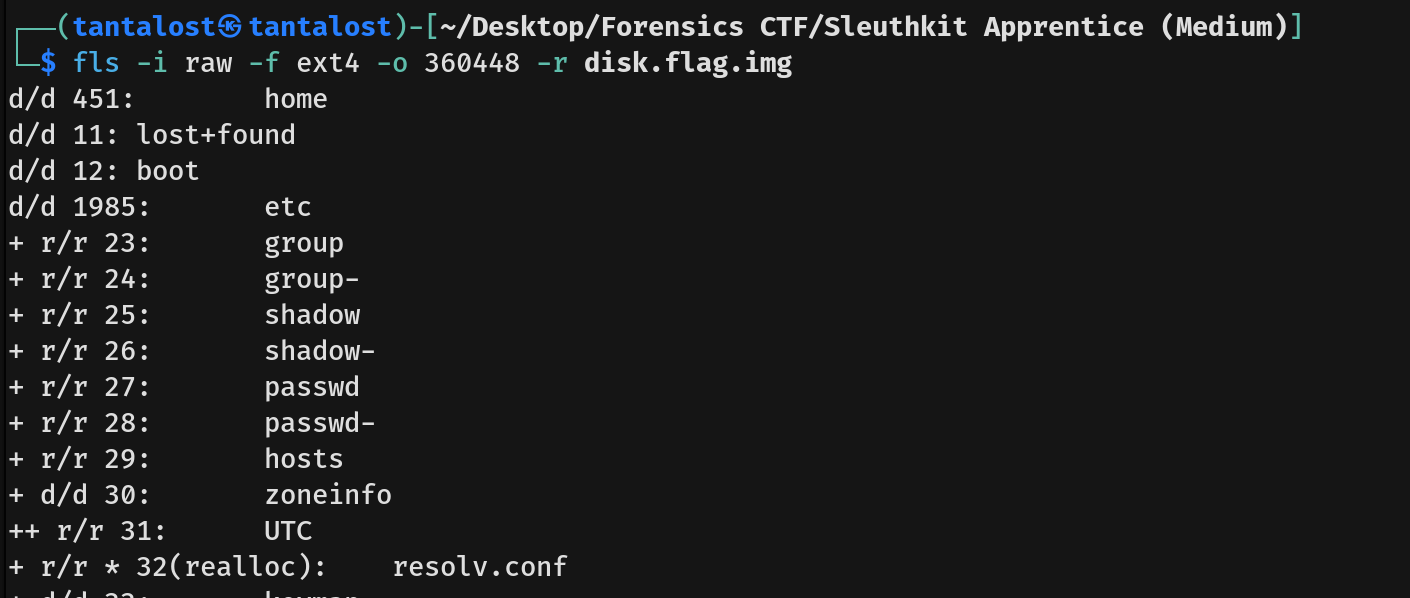 ┌──(tantalost㉿tantalost)-[~/Desktop/Forensics CTF/Sleuthkit Apprentice (Medium)]
└─$ fls -i raw -f ext4 -o 360448 -r disk.flag.img
d/d 451:        home
d/d 11: lost+found
d/d 12: boot
d/d 1985:       etc
+ r/r 23:       group
+ r/r 24:       group-
+ r/r 25:       shadow
+ r/r 26:       shadow-
+ r/r 27:       passwd
+ r/r 28:       passwd-
+ r/r 29:       hosts
+ d/d 30:       zoneinfo
++ r/r 31:      UTC
+ r/r * 32(realloc):    resolv.conf